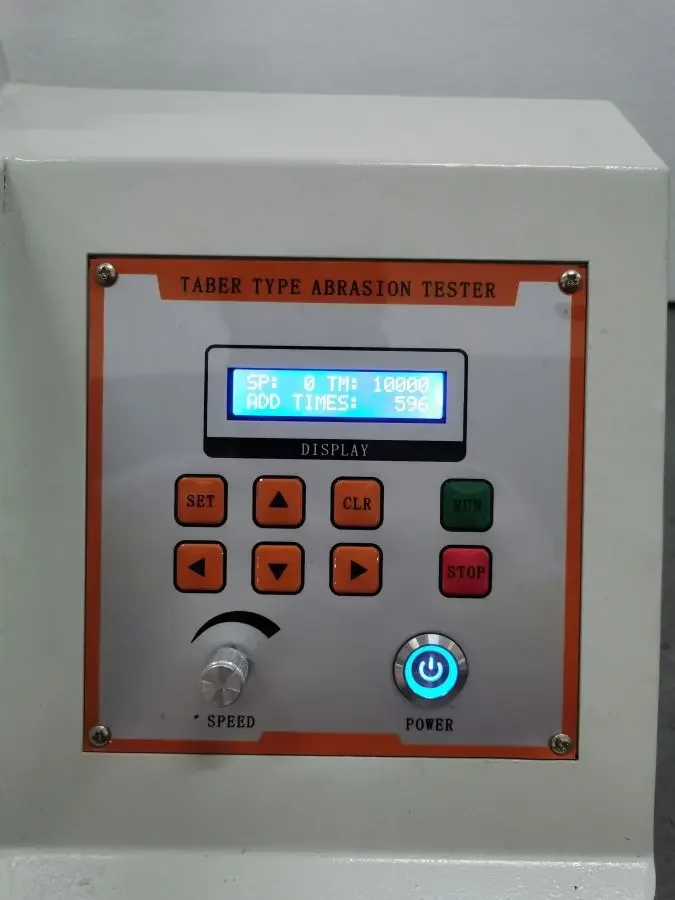 TABER TYPE ABRASION TESTER
SP: 0 TM: 10000
ADD TIMES: 596
DISPLAY
SET
CLR
RUN
STOP
SPEED
POWER